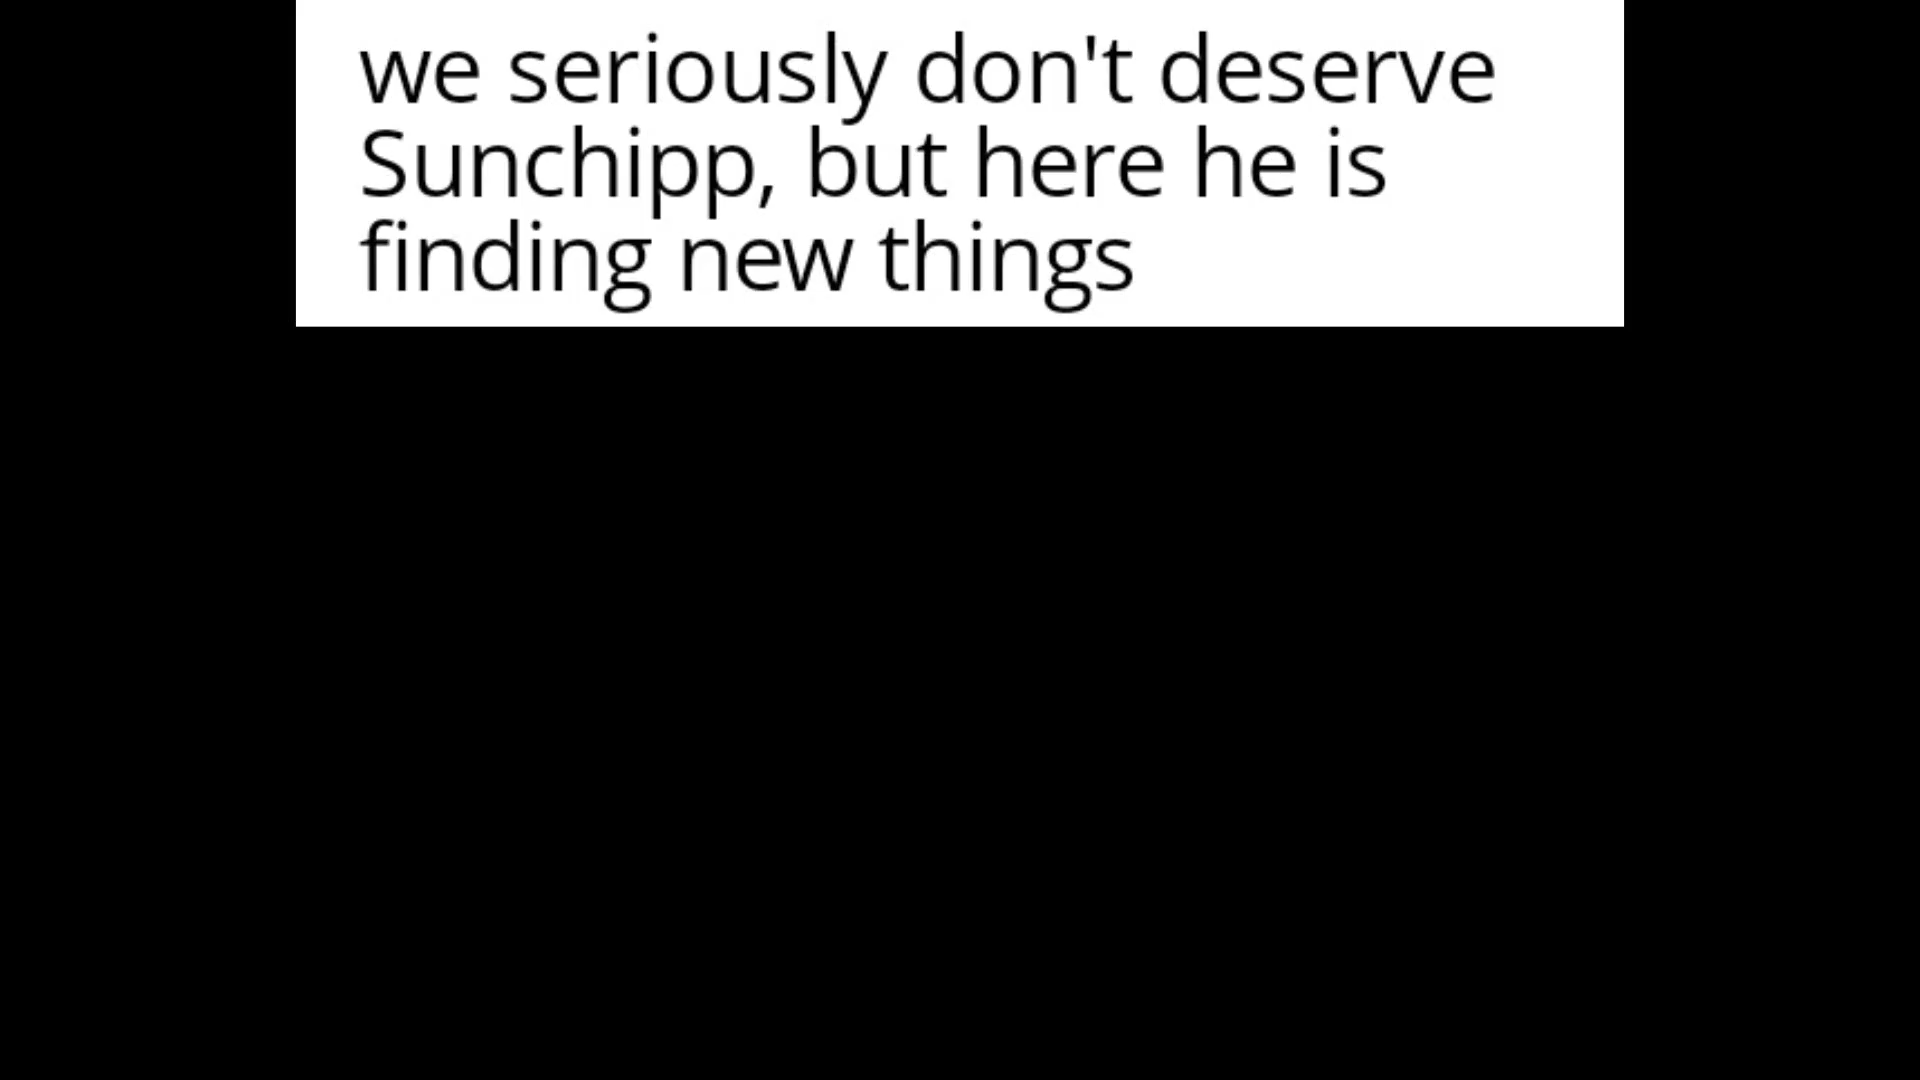 we seriously don't deserve
Sunchipp, but here he is
finding new things